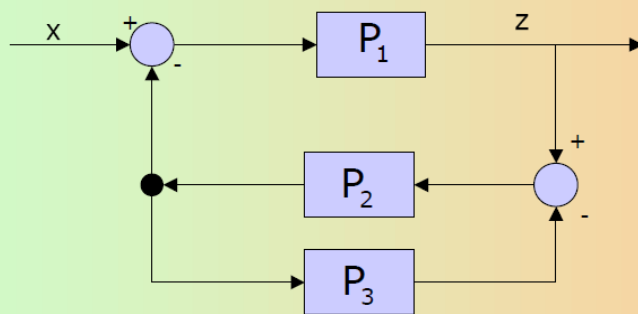 x + - P₁ z
+
P₂
-
P₃